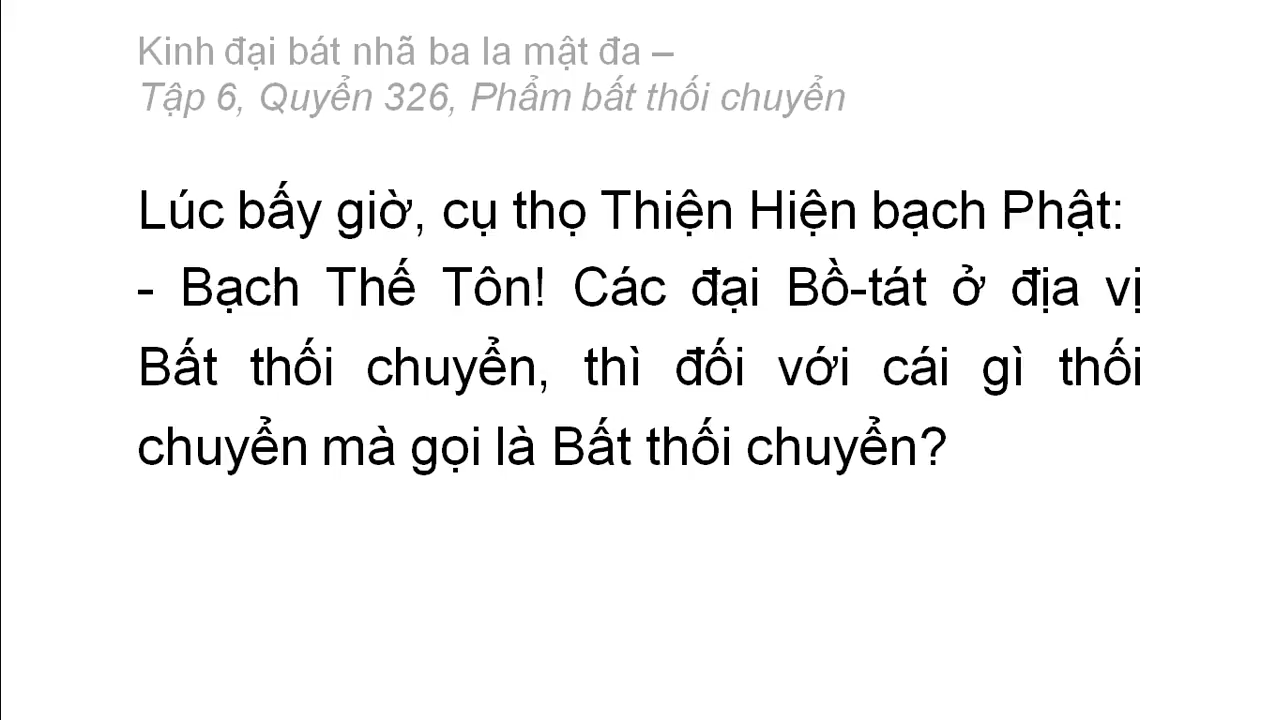 Kinh đại bát nhã ba la mật đa –
Tập 6, Quyển 326, Phẩm bất thối chuyển
Lúc bấy giờ, cụ thọ Thiện Hiện bạch Phật:
- Bạch Thế Tôn! Các đại Bồ-tát ở địa vị
Bất thối chuyển, thì đối với cái gì thối
chuyển mà gọi là Bất thối chuyển?